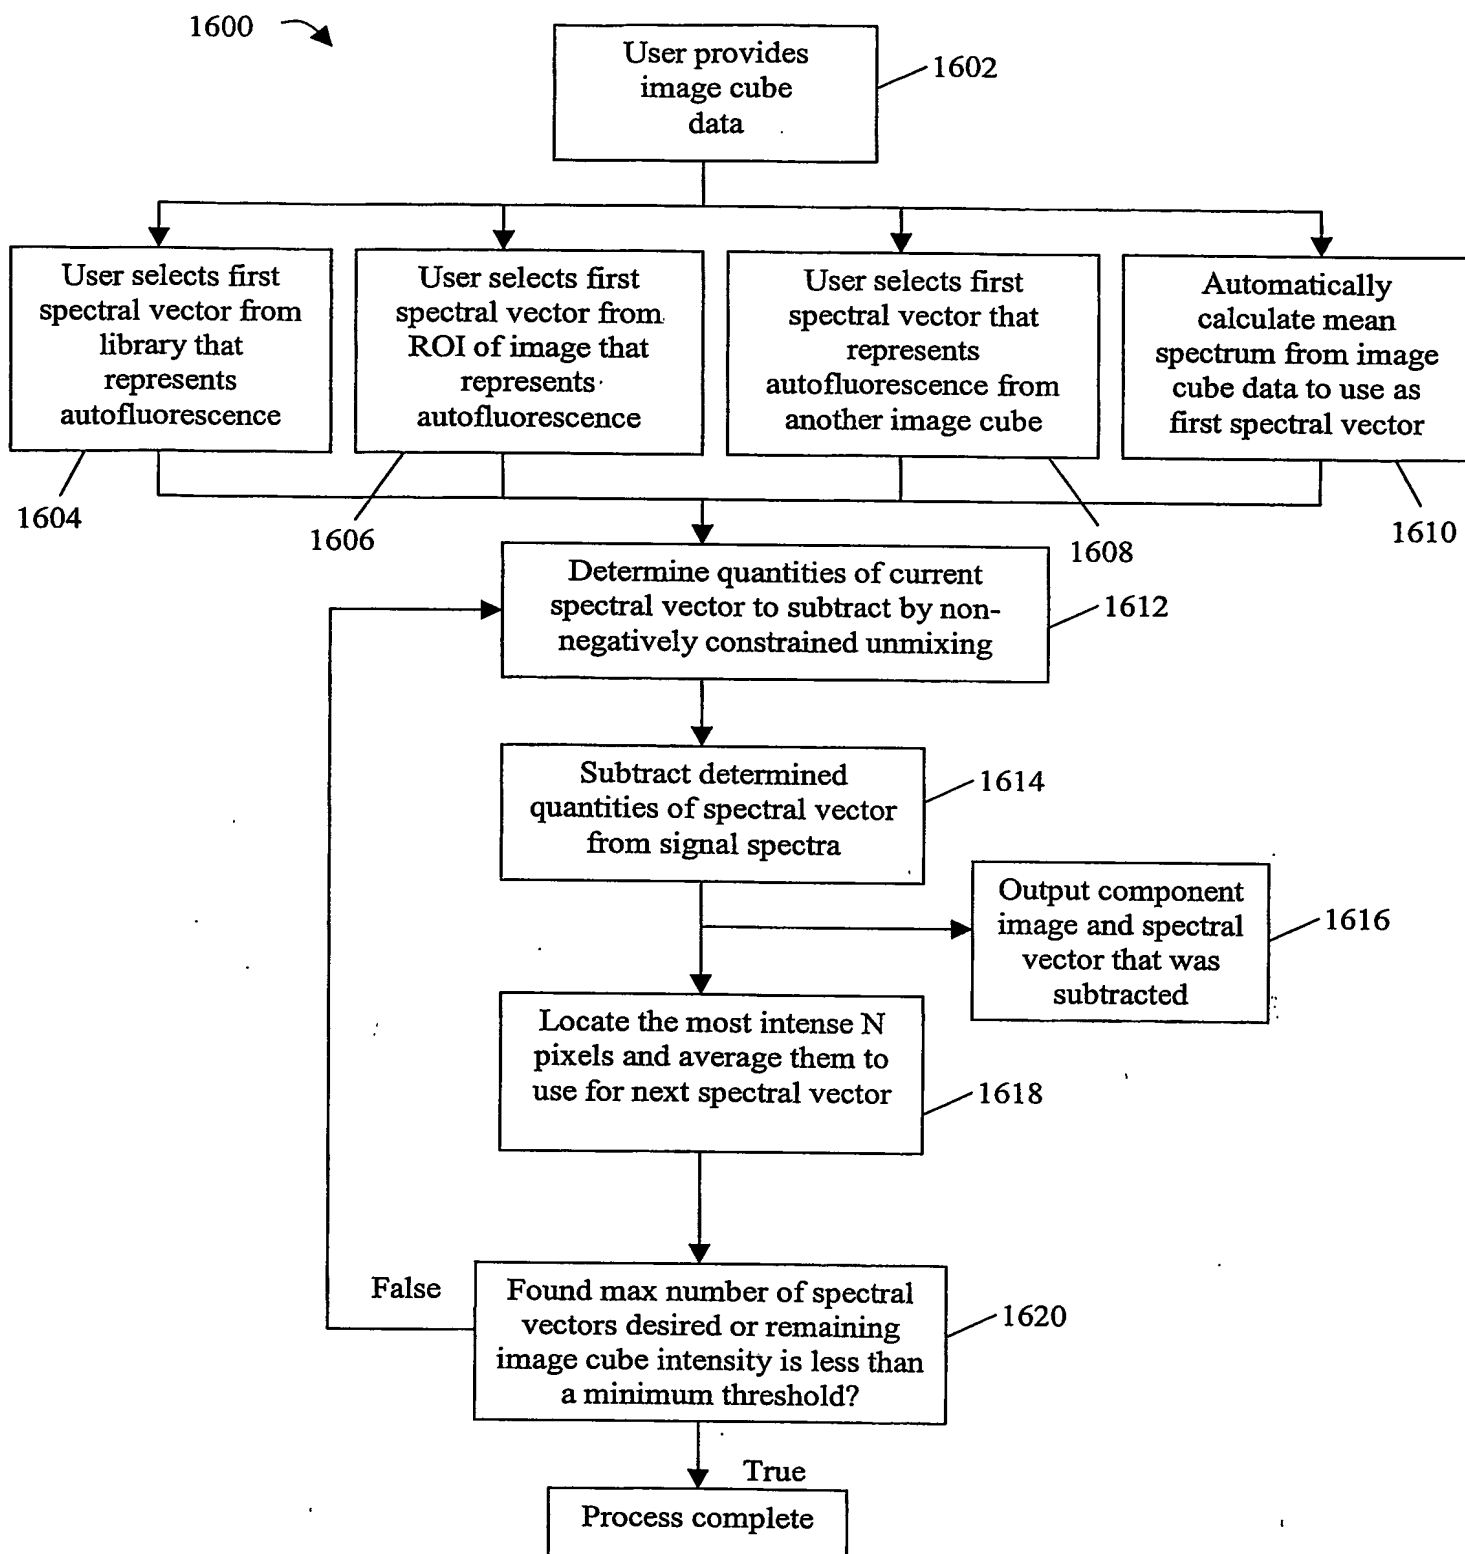 1600
User provides
image cube
data
1602
User selects first
spectral vector from
library that
represents
autofluorescence
User selects first
spectral vector from
ROI of image that
represents
autofluorescence
User selects first
spectral vector that
represents
autofluorescence from
another image cube
Automatically
calculate mean
spectrum from image
cube data to use as
first spectral vector
1604
1606
1608
1610
Determine quantities of current
spectral vector to subtract by non-
negatively constrained unmixing
1612
Subtract determined
quantities of spectral vector
from signal spectra
1614
Output component
image and spectral
vector that was
subtracted
1616
Locate the most intense N
pixels and average them to
use for next spectral vector
1618
False
Found max number of spectral
vectors desired or remaining
image cube intensity is less than
a minimum threshold?
1620
True
Process complete